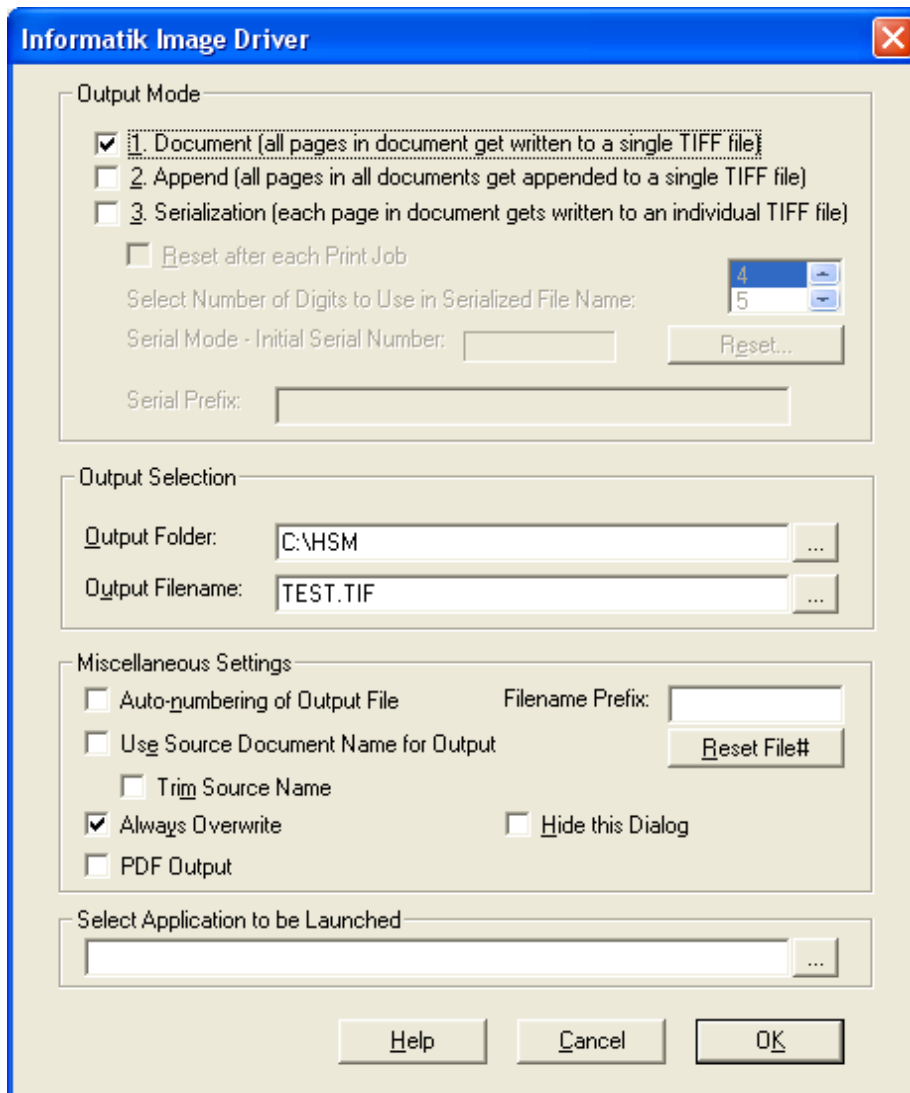 Informatik Image Driver
Output Mode
1. Document (all pages in document get written to a single TIFF file)
2. Append (all pages in all documents get appended to a single TIFF file)
3. Serialization (each page in document gets written to an individual TIFF file)
Reset after each Print Job
4
Select Number of Digits to Use in Serialized File Name:
5
Serial Mode - Initial Serial Number:
Reset...
Serial Prefix:
Output Selection
Output Folder: C:\HSM ...
Output Filename: TEST.TIF ...
Miscellaneous Settings
Auto-numbering of Output File Filename Prefix:
Use Source Document Name for Output Reset File#
Trim Source Name
Always Overwrite Hide this Dialog
PDF Output
Select Application to be Launched
...
Help Cancel OK